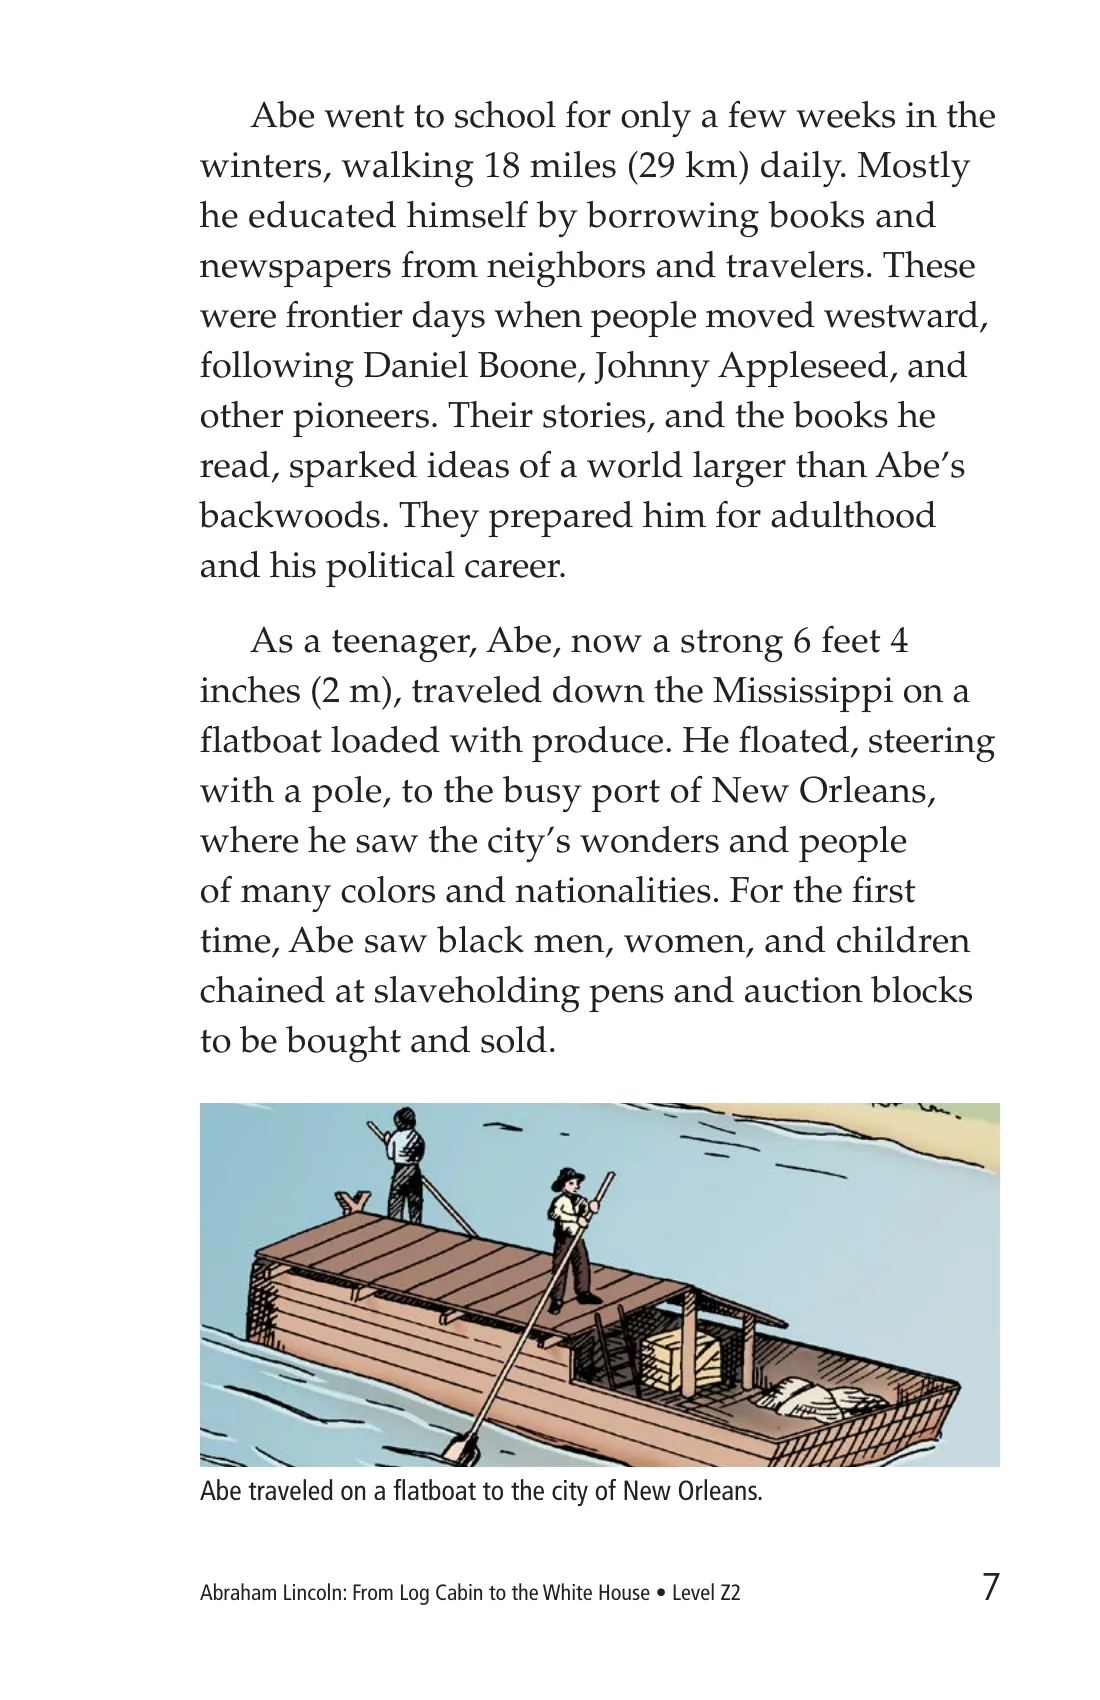 Abe went to school for only a few weeks in the
winters, walking 18 miles (29 km) daily. Mostly
he educated himself by borrowing books and
newspapers from neighbors and travelers. These
were frontier days when people moved westward,
following Daniel Boone, Johnny Appleseed, and
other pioneers. Their stories, and the books he
read, sparked ideas of a world larger than Abe’s
backwoods. They prepared him for adulthood
and his political career.
As a teenager, Abe, now a strong 6 feet 4
inches (2 m), traveled down the Mississippi on a
flatboat loaded with produce. He floated, steering
with a pole, to the busy port of New Orleans,
where he saw the city’s wonders and people
of many colors and nationalities. For the first
time, Abe saw black men, women, and children
chained at slaveholding pens and auction blocks
to be bought and sold.
Abe traveled on a flatboat to the city of New Orleans.
Abraham Lincoln: From Log Cabin to the White House • Level Z2
7